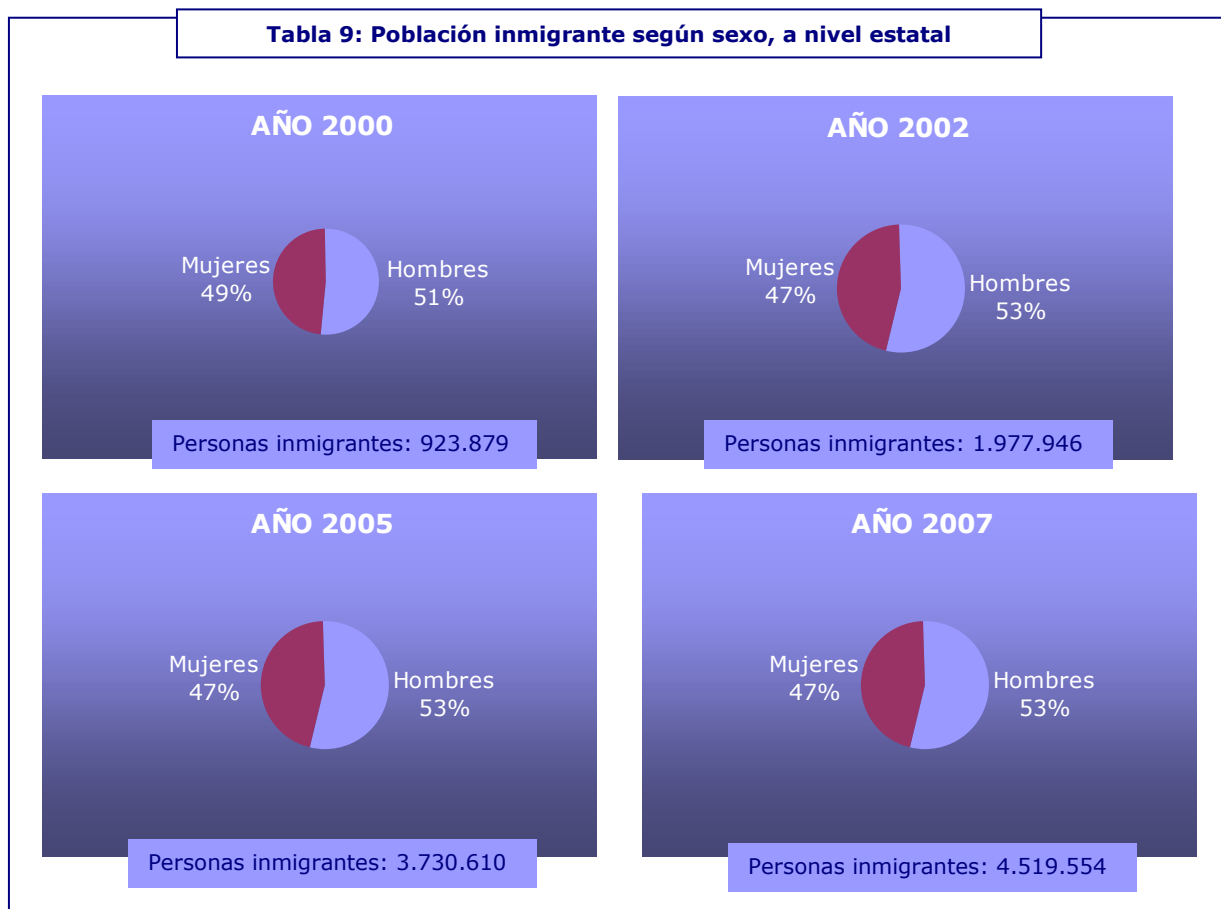 Tabla 9: Población inmigrante según sexo, a nivel estatal
AÑO 2000
Mujeres
49%
Hombres
51%
Personas inmigrantes: 923.879
AÑO 2002
Mujeres
47%
Hombres
53%
Personas inmigrantes: 1.977.946
AÑO 2005
Mujeres
47%
Hombres
53%
Personas inmigrantes: 3.730.610
AÑO 2007
Mujeres
47%
Hombres
53%
Personas inmigrantes: 4.519.554